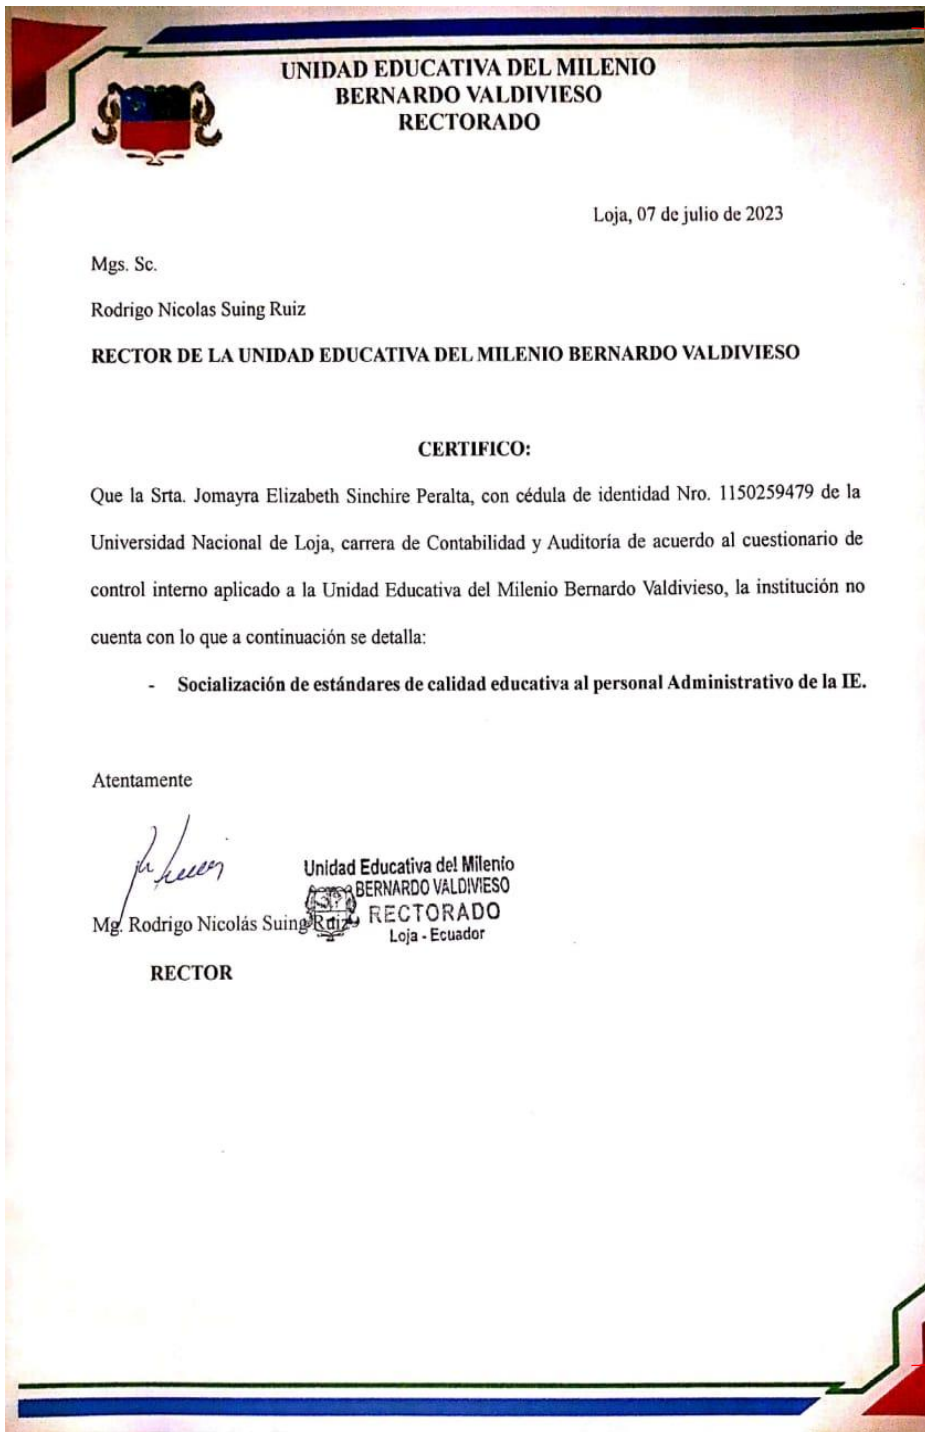 UNIDAD EDUCATIVA DEL MILENIO
BERNARDO VALDIVIESO
RECTORADO
Loja, 07 de julio de 2023
Mgs. Sc.
Rodrigo Nicolas Suing Ruiz
RECTOR DE LA UNIDAD EDUCATIVA DEL MILENIO BERNARDO VALDIVIESO
CERTIFICO:
Que la Srta. Jomayra Elizabeth Sinchire Peralta, con cédula de identidad Nro. 1150259479 de la
Universidad Nacional de Loja, carrera de Contabilidad y Auditoría de acuerdo al cuestionario de
control interno aplicado a la Unidad Educativa del Milenio Bernardo Valdivieso, la institución no
cuenta con lo que a continuación se detalla:
- Socialización de estándares de calidad educativa al personal Administrativo de la IE.
Atentamente
Unidad Educativa del Milenio
BERNARDO VALDIVIESO
RECTORADO
Loja - Ecuador
Mg. Rodrigo Nicolás Suing Ruiz
RECTOR